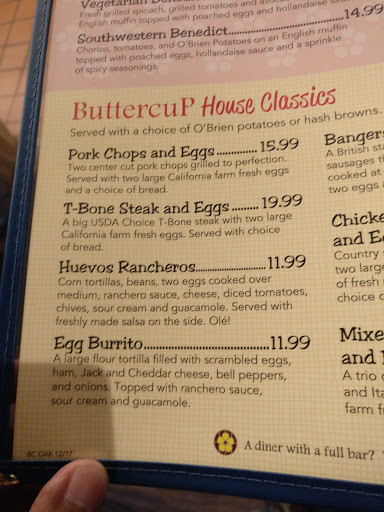 Vegetarian Bene
Fresh grilled spinach, grilled tomatoes and avoc
English muffin topped with poached eggs and hollandaise sau
Southwestern Benedict 14.99
Chorizo, tomatoes, and O'Brien Potatoes on an English muffin
topped with poached eggs, hollandaise sauce and a sprinkle
of spicy seasonings.
ButtercuP House Classics
Served with a choice of O'Brien potatoes or hash browns.
Pork Chops and Eggs 15.99
Two center cut pork chops grilled to perfection.
Served with two large California farm fresh eggs
and a choice of bread.
T-Bone Steak and Eggs 19.99
A big USDA Choice T-Bone steak with two large
California farm fresh eggs. Served with choice
of bread.
Huevos Rancheros 11.99
Corn tortillas, beans, two eggs cooked over
medium, ranchero sauce, cheese, diced tomatoes,
chives, sour cream and guacamole. Served with
freshly made salsa on the side. Olé!
Egg Burrito 11.99
A large flour tortilla filled with scrambled eggs,
ham, Jack and Cheddar cheese, bell peppers,
and onions. Topped with ranchero sauce,
sour cream and guacamole.
Bangers
A British sta
sausages th
cooked at
two eggs
Chicke
and E
Country
two large
of fresh
choice o
Mixe
and
A trio
and Ita
farm f
A diner with a full bar?
BC OAK 12/17